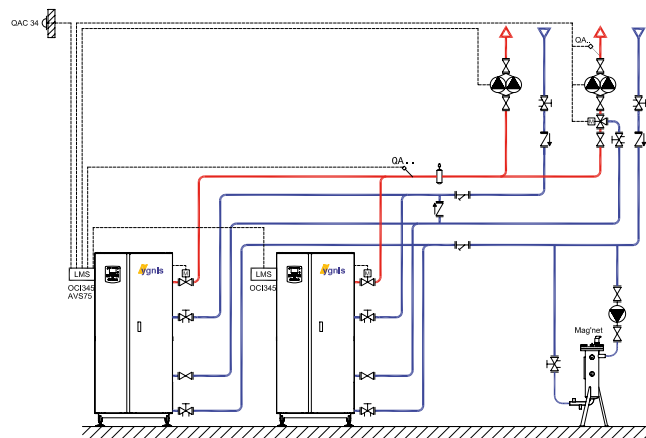 QAC 34
QA..
QA..
LMS
OCI345
AVS75
ygnis
LMS
OCI345
ygnis
Mag'net
M
M
M